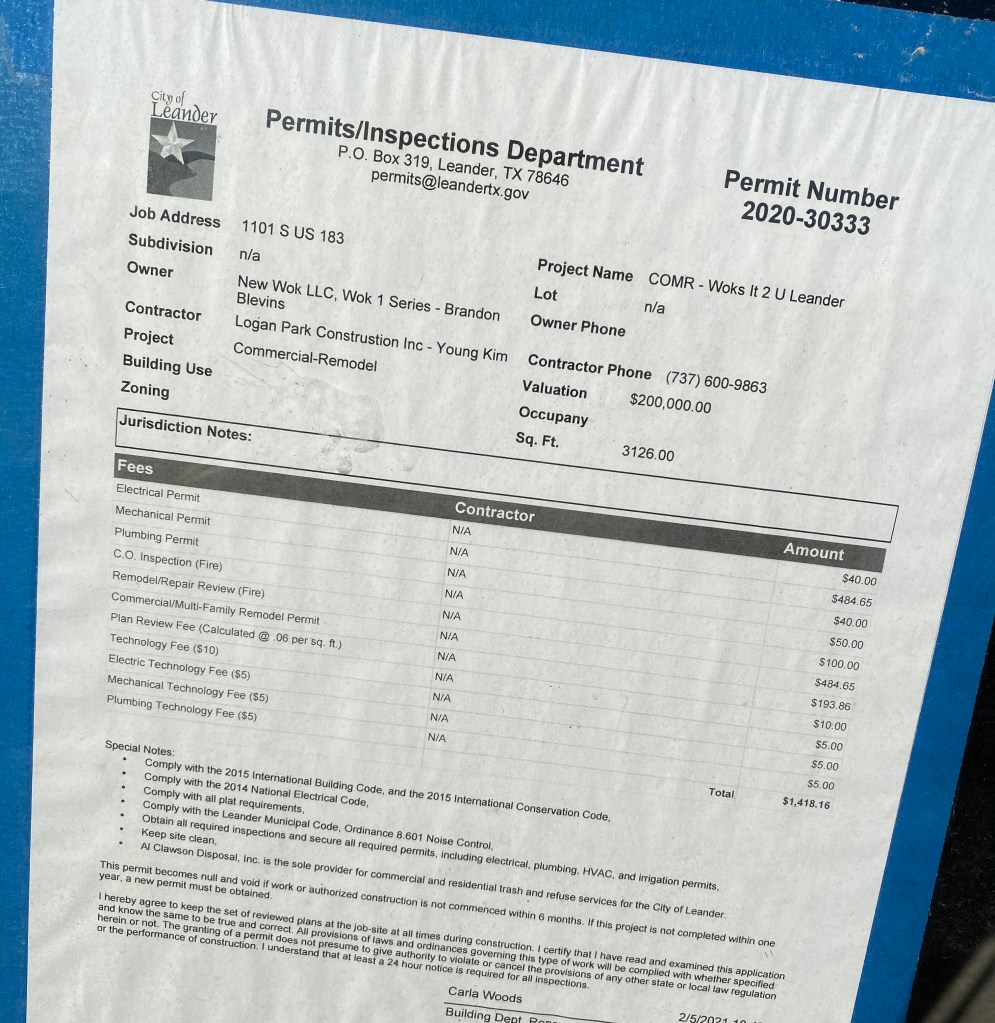 City of
Leander
Permits/Inspections Department
P.O. Box 319, Leander, TX 78646
permits@leandertx.gov
Permit Number
2020-30333
Job Address 1101 S US 183
Subdivision n/a
Owner New Wok LLC, Wok 1 Series - Brandon
Blevins
Contractor Logan Park Construstion Inc - Young Kim
Project Commercial-Remodel
Building Use
Zoning
Project Name COMR - Woks It 2 U Leander
Lot n/a
Owner Phone
Contractor Phone (737) 600-9863
Valuation $200,000.00
Occupany
Sq. Ft. 3126.00
Jurisdiction Notes:
Fees Contractor Amount
Electrical Permit N/A $40.00
Mechanical Permit N/A $484.65
Plumbing Permit N/A $40.00
C.O. Inspection (Fire) N/A $50.00
Remodel/Repair Review (Fire) N/A $100.00
Commercial/Multi-Family Remodel Permit N/A $484.65
Plan Review Fee (Calculated @ .06 per sq. ft.) N/A $193.86
Technology Fee ($10) N/A $10.00
Electric Technology Fee ($5) N/A $5.00
Mechanical Technology Fee ($5) N/A $5.00
Plumbing Technology Fee ($5) N/A $5.00
Total $1,418.16
Special Notes:
• Comply with the 2015 International Building Code, and the 2015 International Conservation Code,
• Comply with the 2014 National Electrical Code,
• Comply with all plat requirements,
• Comply with the Leander Municipal Code, Ordinance 8.601 Noise Control,
• Obtain all required inspections and secure all required permits, including electrical, plumbing, HVAC, and irrigation permits,
• Keep site clean,
• Al Clawson Disposal, Inc. is the sole provider for commercial and residential trash and refuse services for the City of Leander.
This permit becomes null and void if work or authorized construction is not commenced within 6 months. If this project is not completed within one
year, a new permit must be obtained.
I hereby agree to keep the set of reviewed plans at the job-site at all times during construction. I certify that I have read and examined this application
and know the same to be true and correct. All provisions of laws and ordinances governing this type of work will be complied with whether specified
herein or not. The granting of a permit does not presume to give authority to violate or cancel the provisions of any other state or local law regulation
or the performance of construction. I understand that at least a 24 hour notice is required for all inspections.
Carla Woods
Building Dept.
2/5/2021